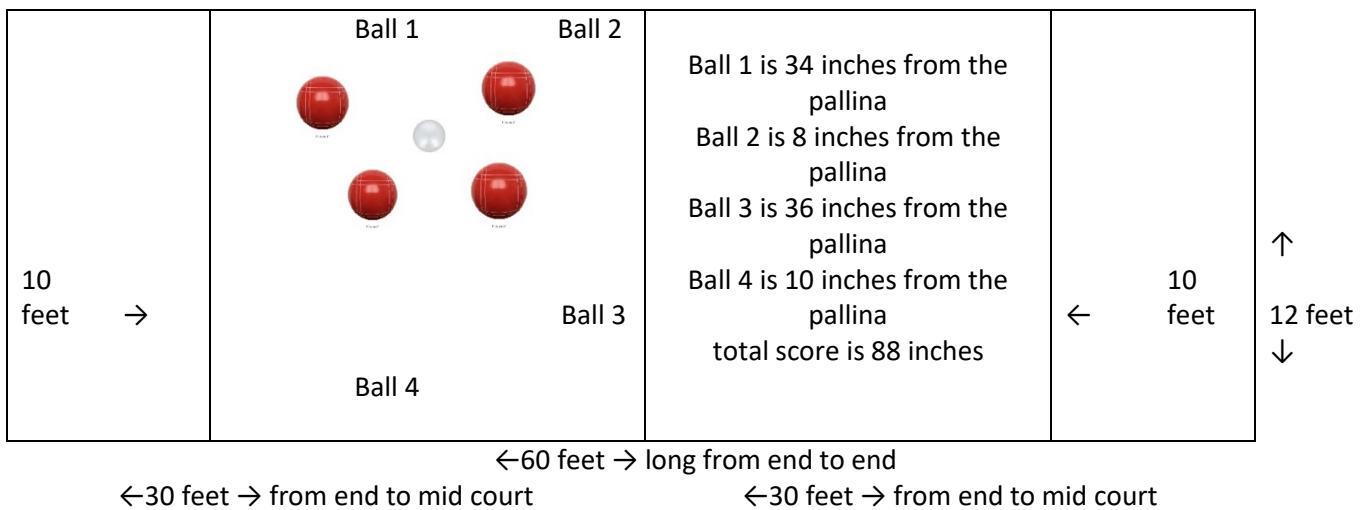 Ball 1 Ball 2
Ball 1 is 34 inches from the
pallina
Ball 2 is 8 inches from the
pallina
Ball 3 is 36 inches from the
pallina
Ball 4 is 10 inches from the
pallina
total score is 88 inches
10
feet →
Ball 3
Ball 4
← 10
feet
↑
12 feet
↓
←60 feet → long from end to end
←30 feet → from end to mid court ←30 feet → from end to mid court